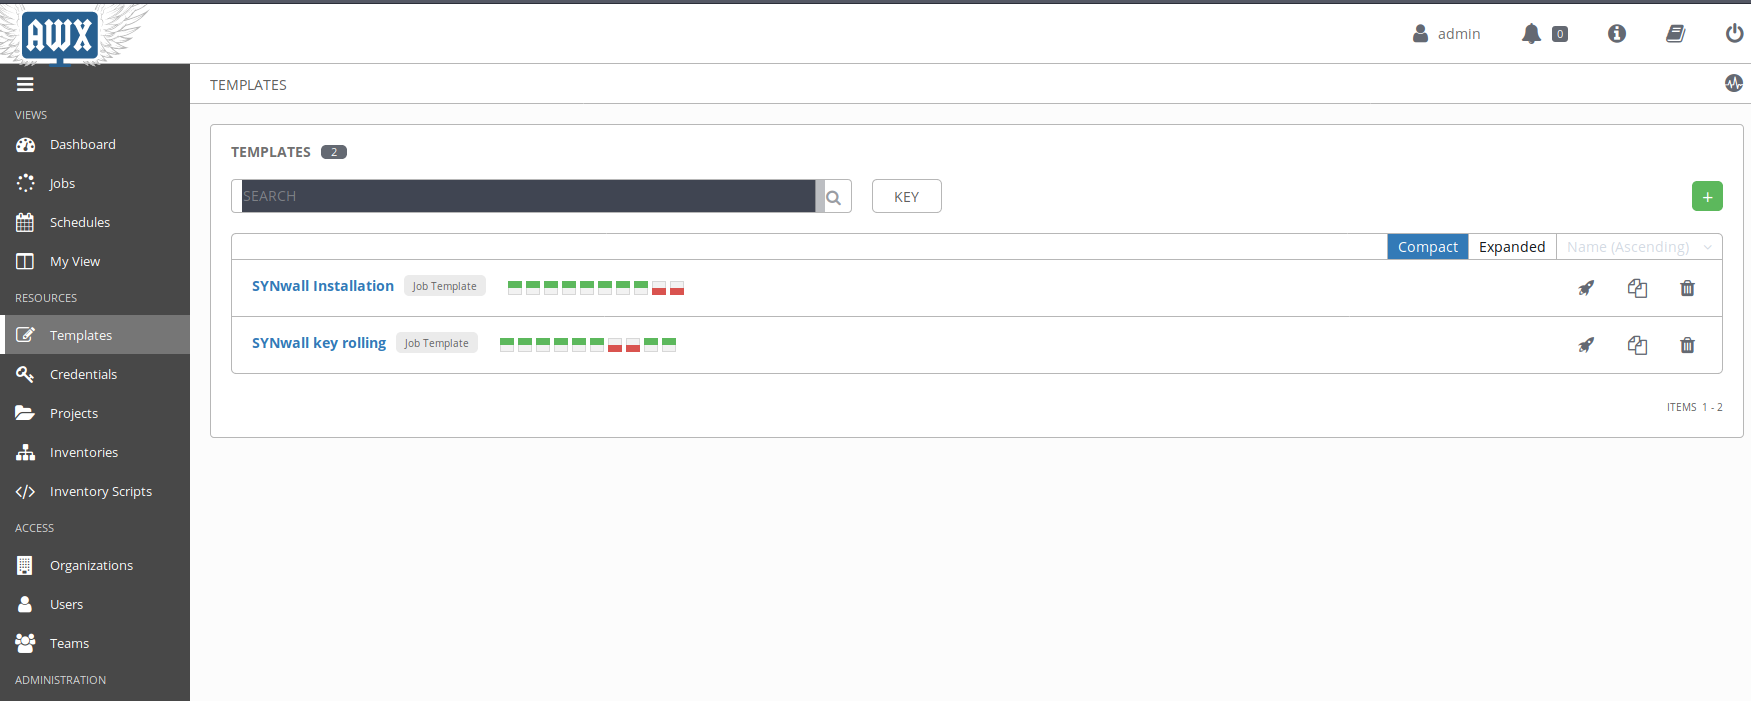 AWX
admin
0
TEMPLATES
VIEWS
Dashboard
Jobs
Schedules
My View
RESOURCES
Templates
Credentials
Projects
Inventories
Inventory Scripts
ACCESS
Organizations
Users
Teams
ADMINISTRATION
TEMPLATES 2
SEARCH
KEY
+
Compact Expanded Name (Ascending)
SYNwall Installation Job Template
SYNwall key rolling Job Template
ITEMS 1 - 2